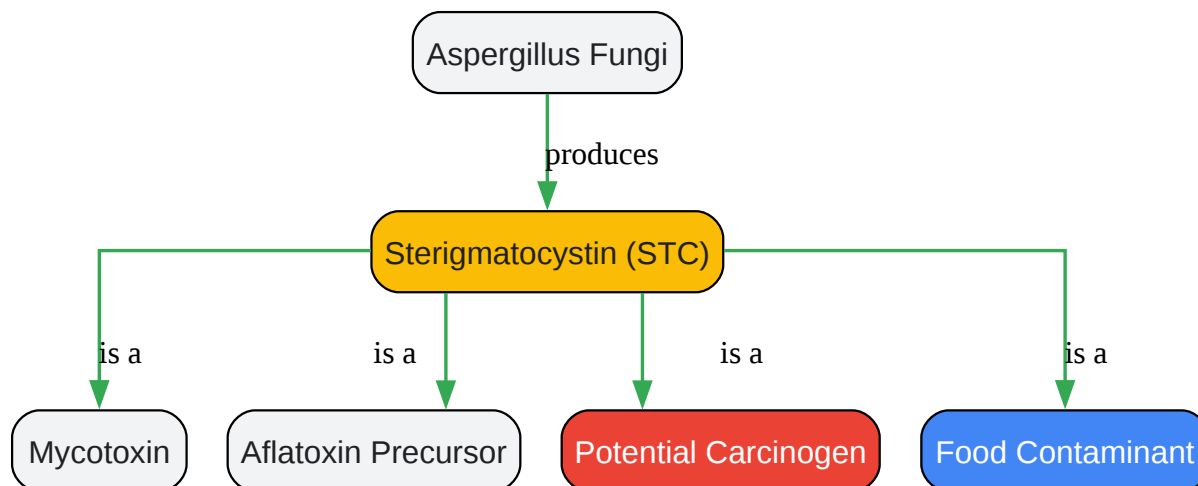 Aspergillus Fungi
produces
Sterigmatocystin (STC)
is a
is a
is a
is a
Mycotoxin
Aflatoxin Precursor
Potential Carcinogen
Food Contaminant